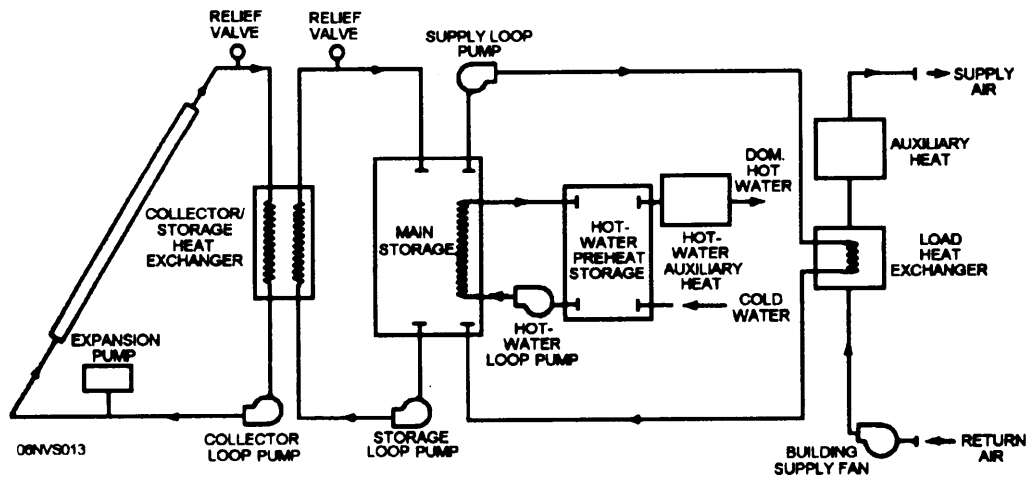 RELIEF
VALVE
RELIEF
VALVE
SUPPLY LOOP
PUMP
SUPPLY
AIR
AUXILIARY
HEAT
DOM.
HOT
WATER
COLLECTOR/
STORAGE
HEAT
EXCHANGER
MAIN
STORAGE
HOT-
WATER
PREHEAT
STORAGE
HOT-
WATER
AUXILIARY
HEAT
LOAD
HEAT
EXCHANGER
COLD
WATER
HOT-
WATER
LOOP PUMP
EXPANSION
PUMP
COLLECTOR
LOOP PUMP
STORAGE
LOOP PUMP
BUILDING
SUPPLY FAN
RETURN
AIR
08NVS013